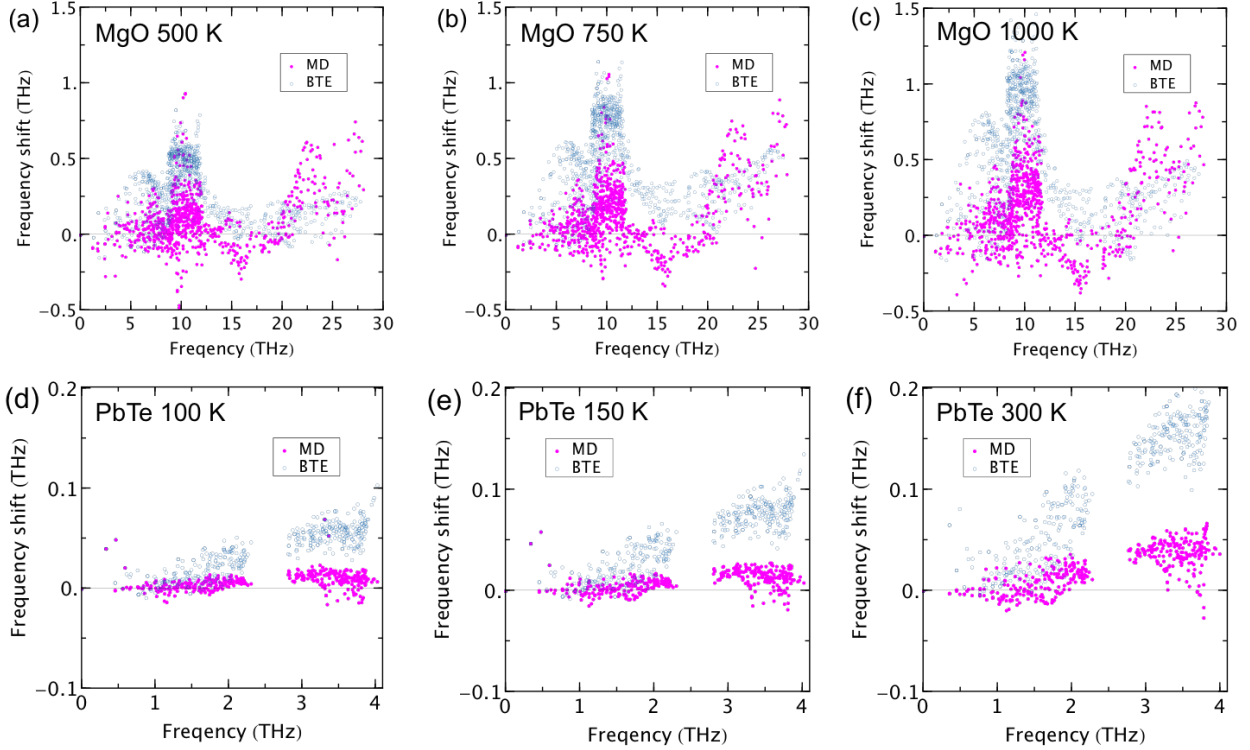 (a)
MgO 500 K
MD
BTE
Frequency shift (THz)
1.5
1
0.5
0.
−0.5
0
5
10
15
20
25
30
Freqency (THz)
(b)
MgO 750 K
MD
BTE
Frequency shift (THz)
1.5
1
0.5
0.
−0.5
0
5
10
15
20
25
30
Freqency (THz)
(c)
MgO 1000 K
MD
BTE
Frequency shift (THz)
1.5
1
0.5
0.
−0.5
0
5
10
15
20
25
30
Freqency (THz)
(d)
PbTe 100 K
MD
BTE
Frequency shift (THz)
0.2
0.1
0.
−0.1
0
1
2
3
4
Freqency (THz)
(e)
PbTe 150 K
MD
BTE
Frequency shift (THz)
0.2
0.1
0.
−0.1
0
1
2
3
4
Freqency (THz)
(f)
PbTe 300 K
MD
BTE
Frequency shift (THz)
0.2
0.1
0.
−0.1
0
1
2
3
4
Freqency (THz)